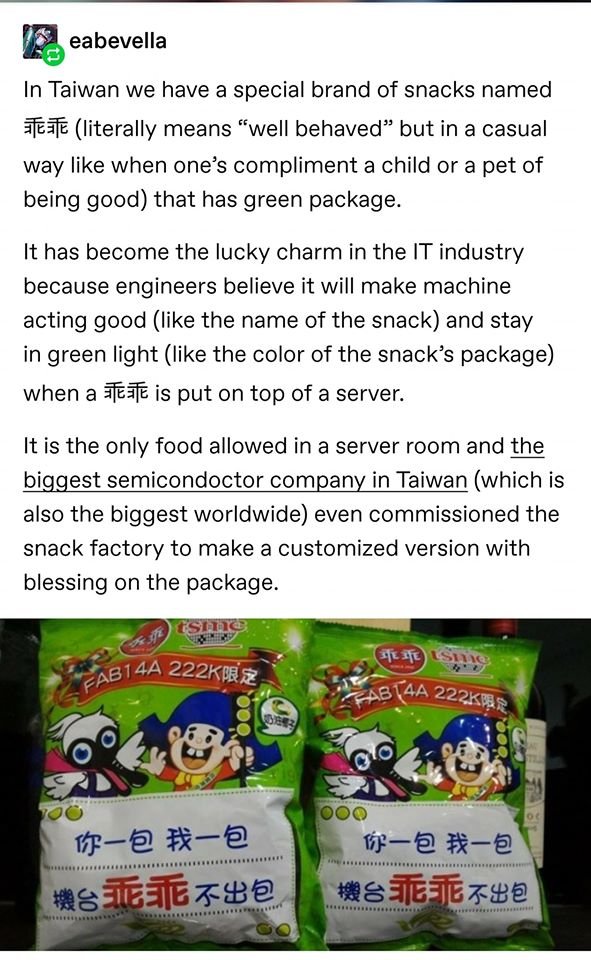 eabevella
In Taiwan we have a special brand of snacks named
乖乖 (literally means “well behaved” but in a casual
way like when one’s compliment a child or a pet of
being good) that has green package.
It has become the lucky charm in the IT industry
because engineers believe it will make machine
acting good (like the name of the snack) and stay
in green light (like the color of the snack’s package)
when a 乖乖 is put on top of a server.
It is the only food allowed in a server room and the
biggest semicondoctor company in Taiwan (which is
also the biggest worldwide) even commissioned the
snack factory to make a customized version with
blessing on the package.
乖乖 tsmc
FAB14A 222K限定
奶油椰子
你一包 我一包
機台乖乖不出包
乖乖 tsmc
FAB14A 222K限定
你一包 我一包
機台乖乖不出包